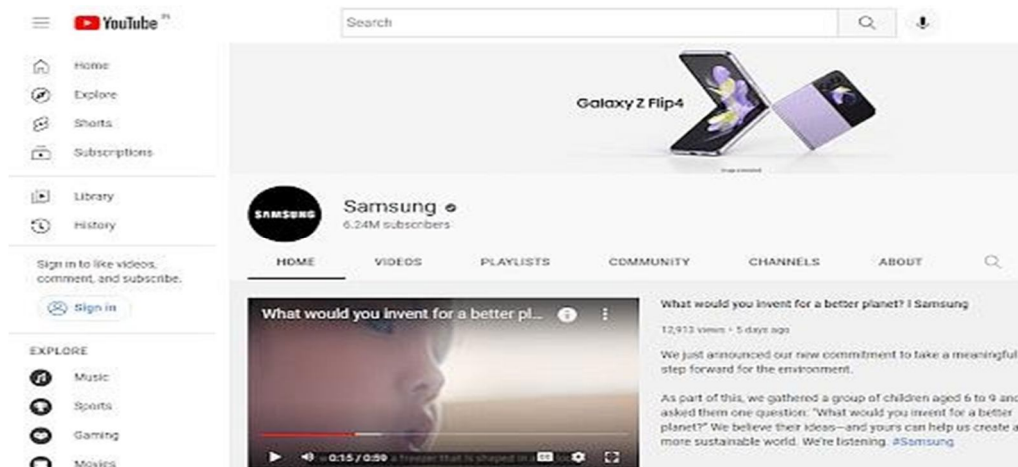 YouTube
Search
Home
Explore
Shorts
Subscriptions
Library
History
Sign in to like videos,
comment, and subscribe.
Sign in
EXPLORE
Music
Sports
Gaming
Movies
Galaxy Z Flip4
SAMSUNG
Samsung
6.24M subscribers
HOME VIDEOS PLAYLISTS COMMUNITY CHANNELS ABOUT
What would you invent for a better pl...
0:15 / 0:59
a freezer that is shaped in a
What would you invent for a better planet? I Samsung
12,913 views • 5 days ago
We just announced our new commitment to take a meaningful
step forward for the environment.
As part of this, we gathered a group of children aged 6 to 9 and
asked them one question: "What would you invent for a better
planet?" We believe their ideas—and yours can help us create a
more sustainable world. We're listening. #Samsung